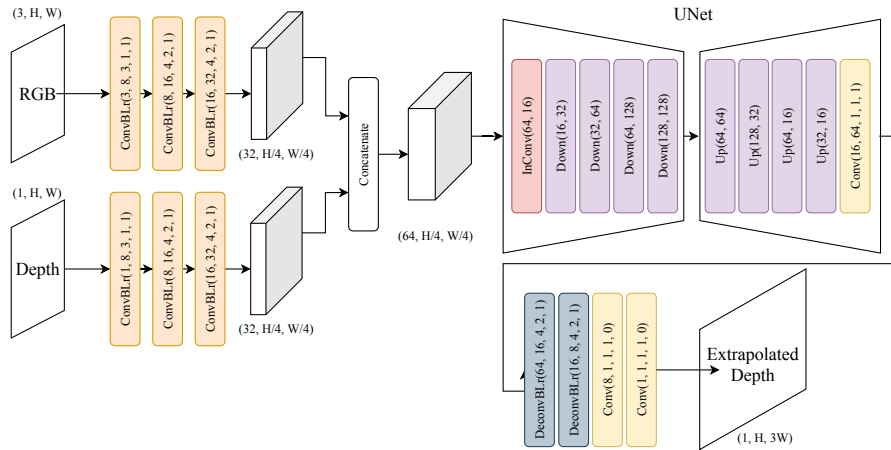 (3, H, W)
RGB
ConvBLr(3, 8, 3, 1, 1)
ConvBLr(8, 16, 4, 2, 1)
ConvBLr(16, 32, 4, 2, 1)
(32, H/4, W/4)
(1, H, W)
Depth
ConvBLr(1, 8, 3, 1, 1)
ConvBLr(8, 16, 4, 2, 1)
ConvBLr(16, 32, 4, 2, 1)
(32, H/4, W/4)
Concatenate
(64, H/4, W/4)
UNet
InConv(64, 16)
Down(16, 32)
Down(32, 64)
Down(64, 128)
Down(128, 128)
Up(64, 64)
Up(128, 32)
Up(64, 16)
Up(32, 16)
Conv(16, 64, 1, 1, 1)
DeconvBLr(64, 16, 4, 2, 1)
DeconvBLr(16, 8, 4, 2, 1)
Conv(8, 1, 1, 1, 0)
Conv(1, 1, 1, 1, 0)
Extrapolated
Depth
(1, H, 3W)